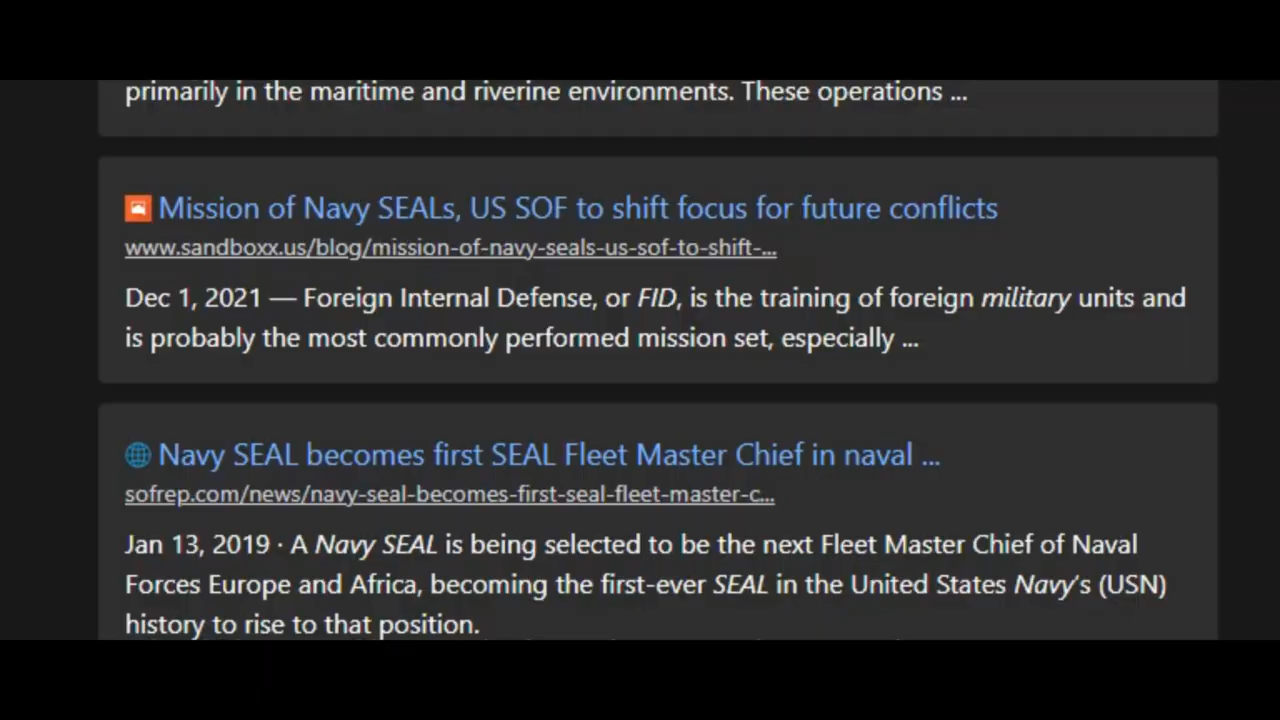 primarily in the maritime and riverine environments. These operations ...
Mission of Navy SEALs, US SOF to shift focus for future conflicts
www.sandboxx.us/blog/mission-of-navy-seals-us-sof-to-shift-...
Dec 1, 2021 — Foreign Internal Defense, or FID, is the training of foreign military units and
is probably the most commonly performed mission set, especially ...
Navy SEAL becomes first SEAL Fleet Master Chief in naval ...
sofrep.com/news/navy-seal-becomes-first-seal-fleet-master-c...
Jan 13, 2019 · A Navy SEAL is being selected to be the next Fleet Master Chief of Naval
Forces Europe and Africa, becoming the first-ever SEAL in the United States Navy's (USN)
history to rise to that position.